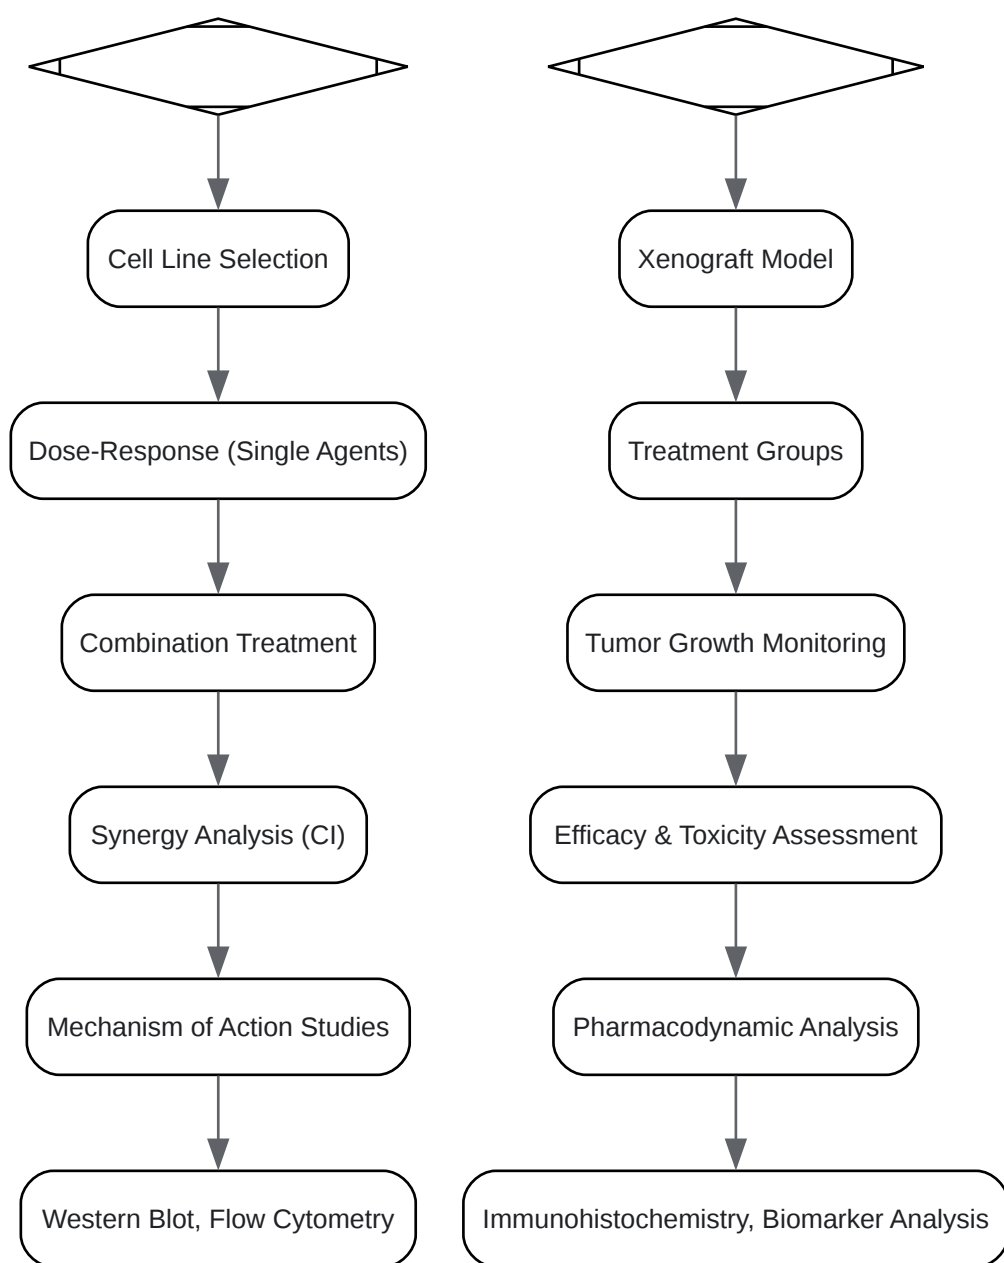 Cell Line Selection
Dose-Response (Single Agents)
Combination Treatment
Synergy Analysis (CI)
Mechanism of Action Studies
Western Blot, Flow Cytometry
Xenograft Model
Treatment Groups
Tumor Growth Monitoring
Efficacy & Toxicity Assessment
Pharmacodynamic Analysis
Immunohistochemistry, Biomarker Analysis